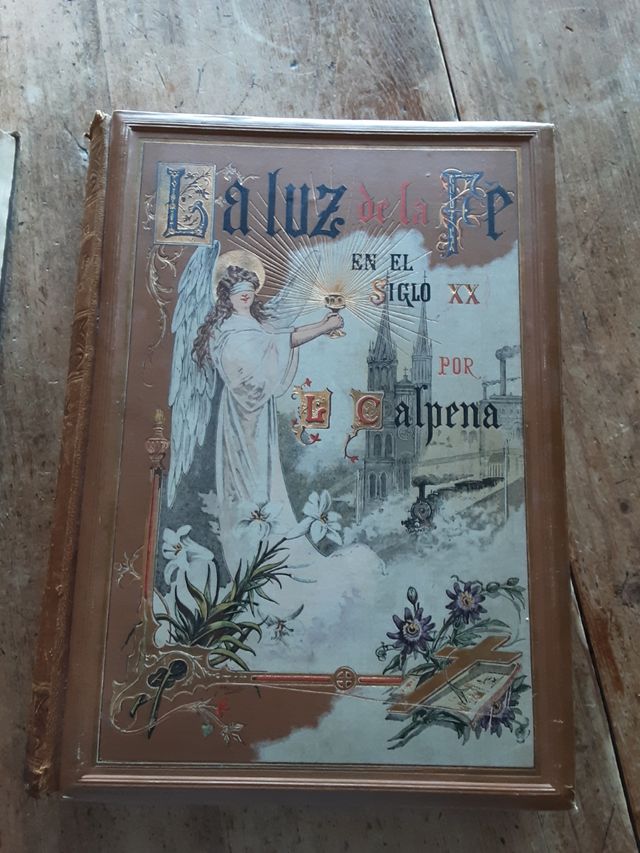 La luz de la Fe
EN EL
SIGLO XX
POR
L Calpena